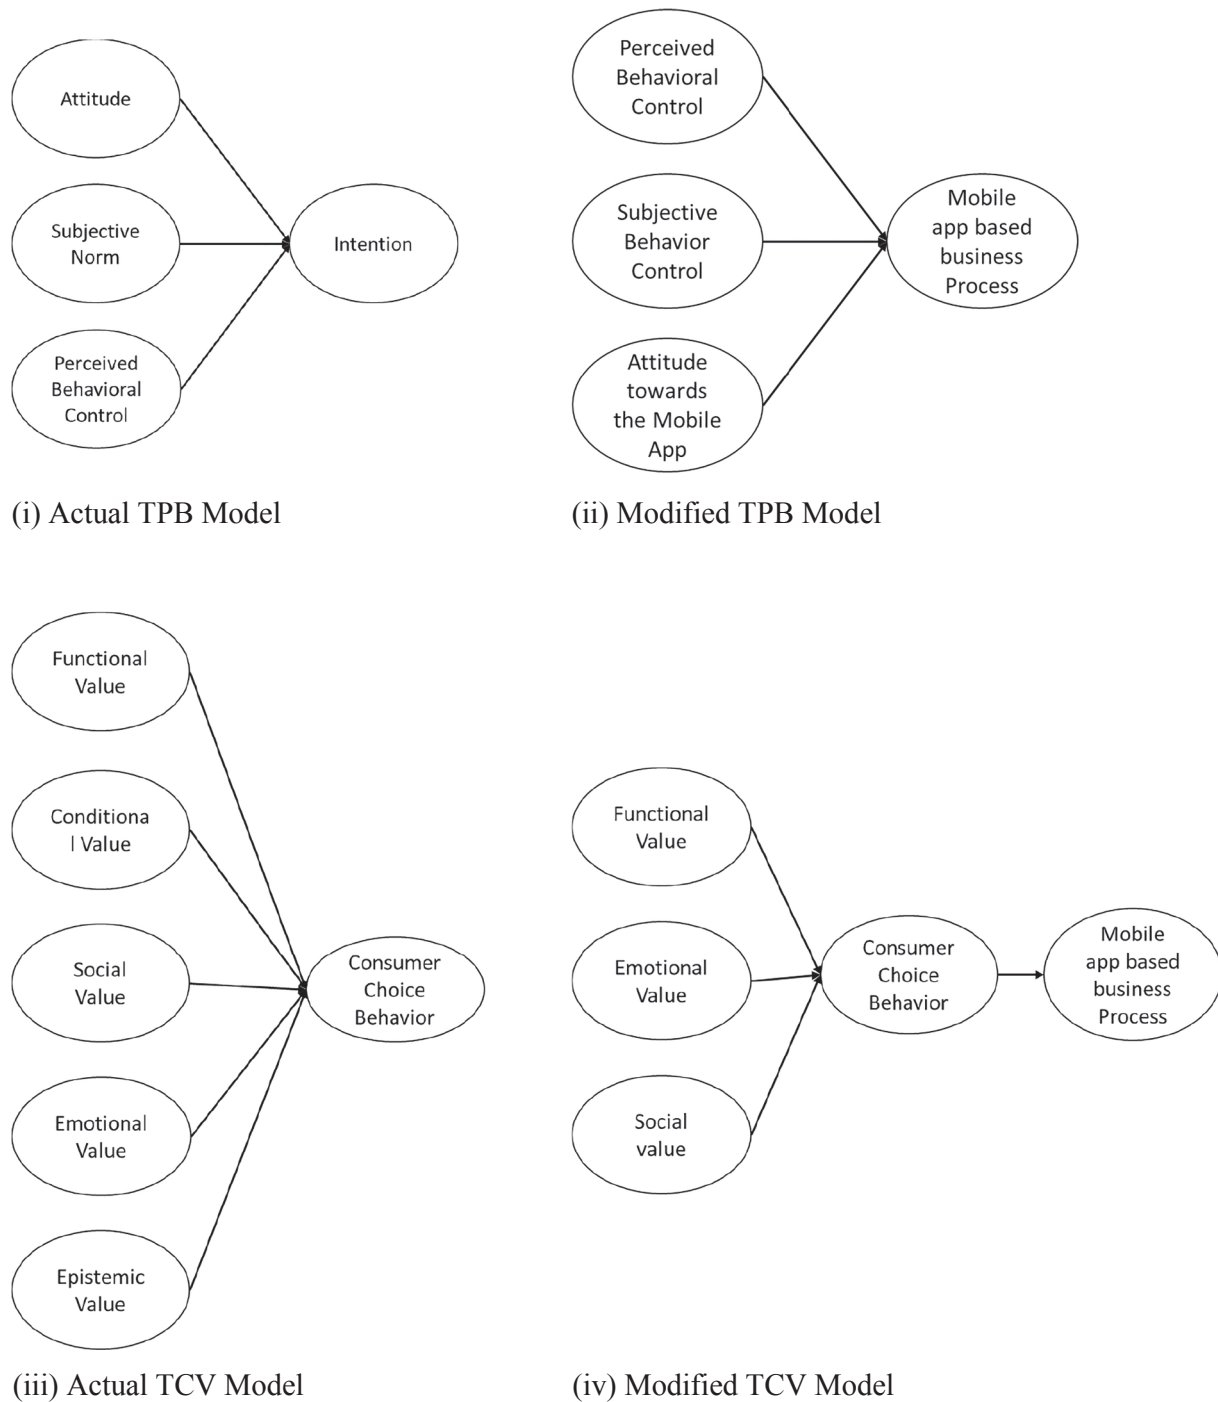 Attitude
Subjective
Norm
Perceived
Behavioral
Control
Intention
(i) Actual TPB Model
Perceived
Behavioral
Control
Subjective
Behavior
Control
Attitude
towards
the Mobile
App
Mobile
app based
business
Process
(ii) Modified TPB Model
Functional
Value
Conditiona
l Value
Social
Value
Emotional
Value
Epistemic
Value
Consumer
Choice
Behavior
(iii) Actual TCV Model
Functional
Value
Emotional
Value
Social
value
Consumer
Choice
Behavior
Mobile
app based
business
Process
(iv) Modified TCV Model